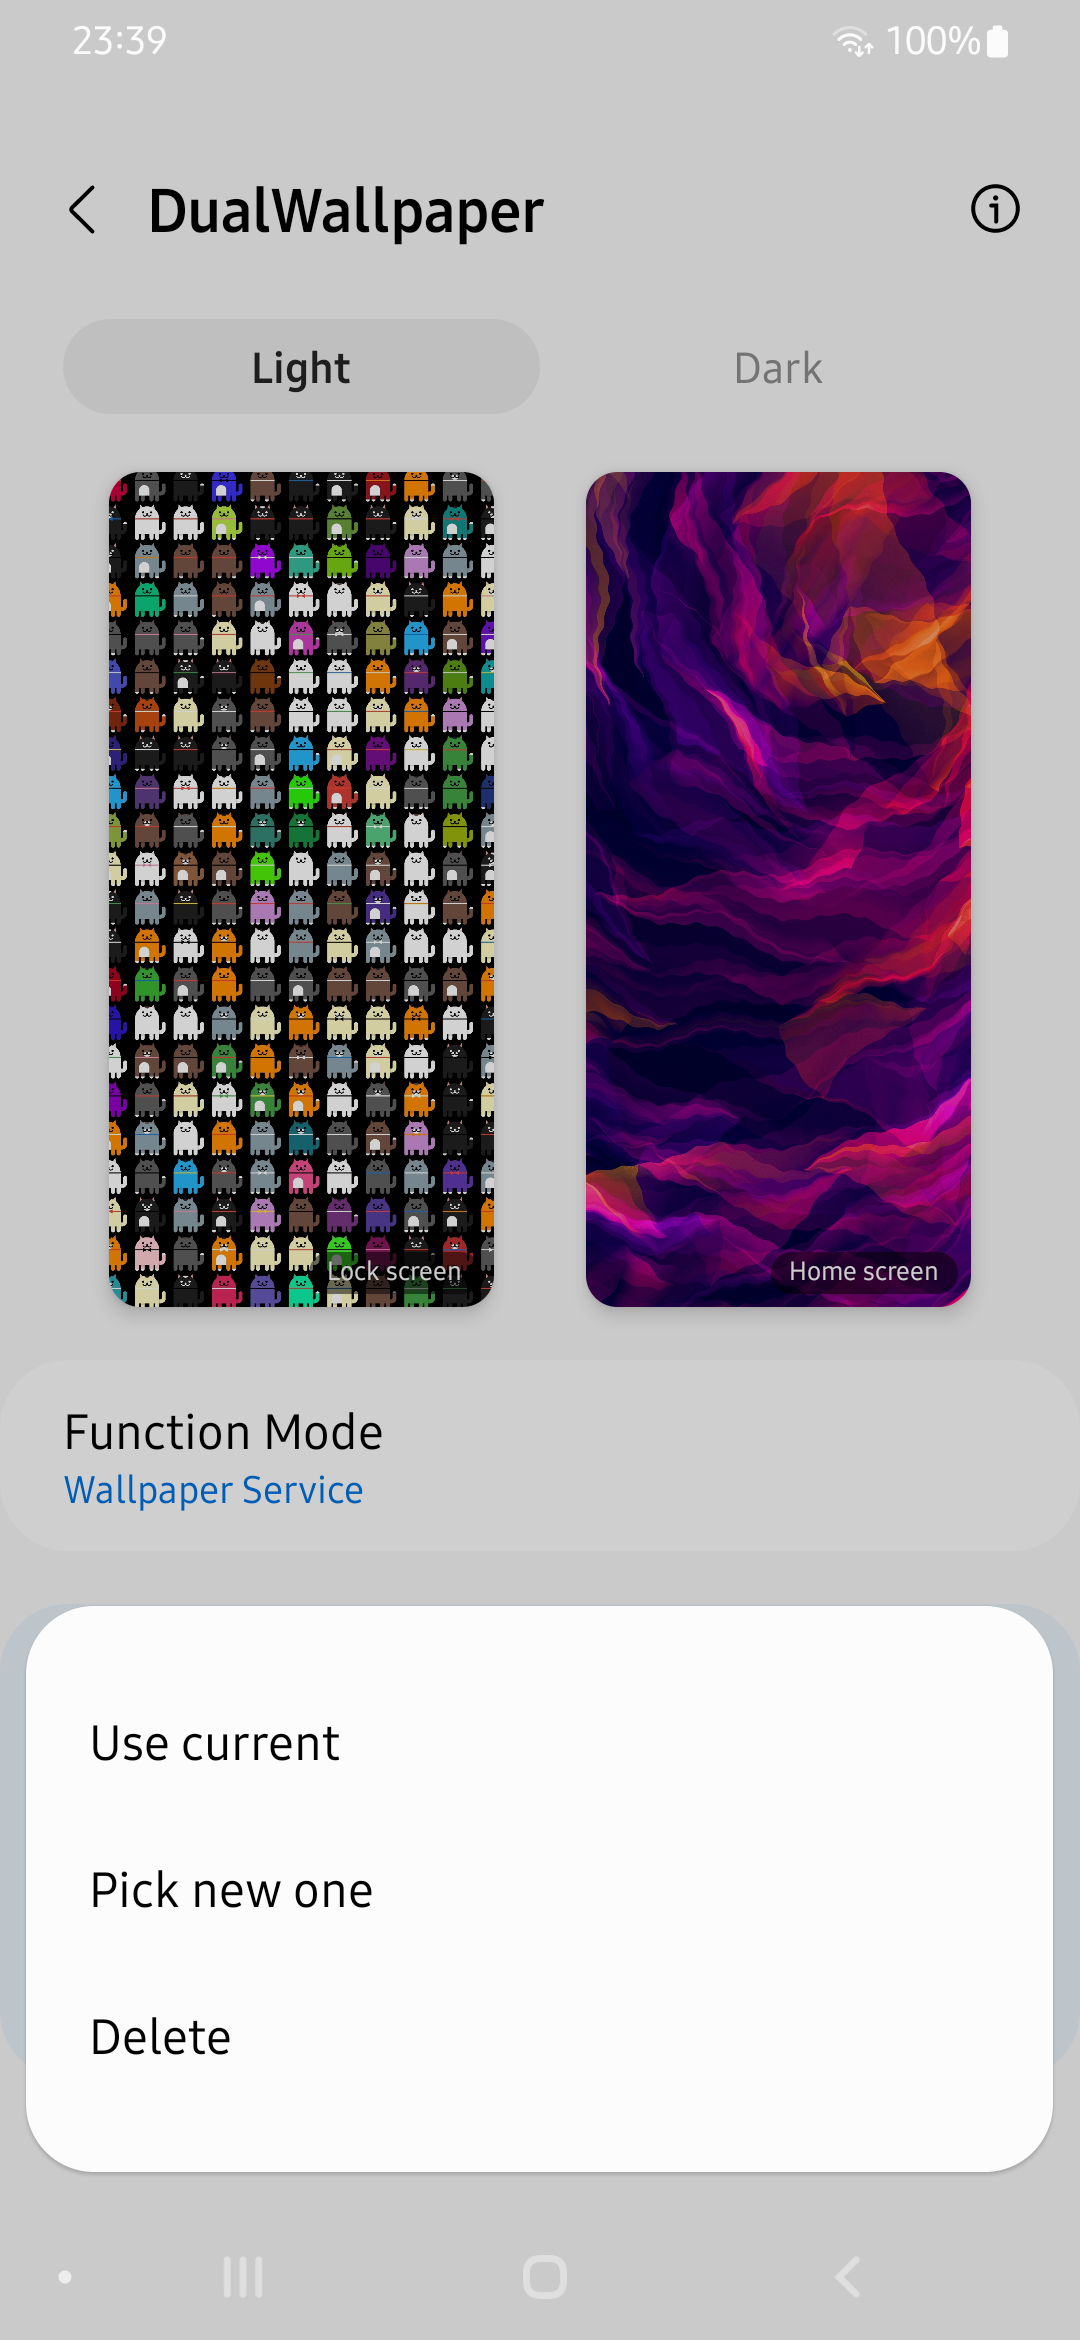 23:39
100%
DualWallpaper
Light
Dark
Lock screen
Home screen
Function Mode
Wallpaper Service
Use current
Pick new one
Delete